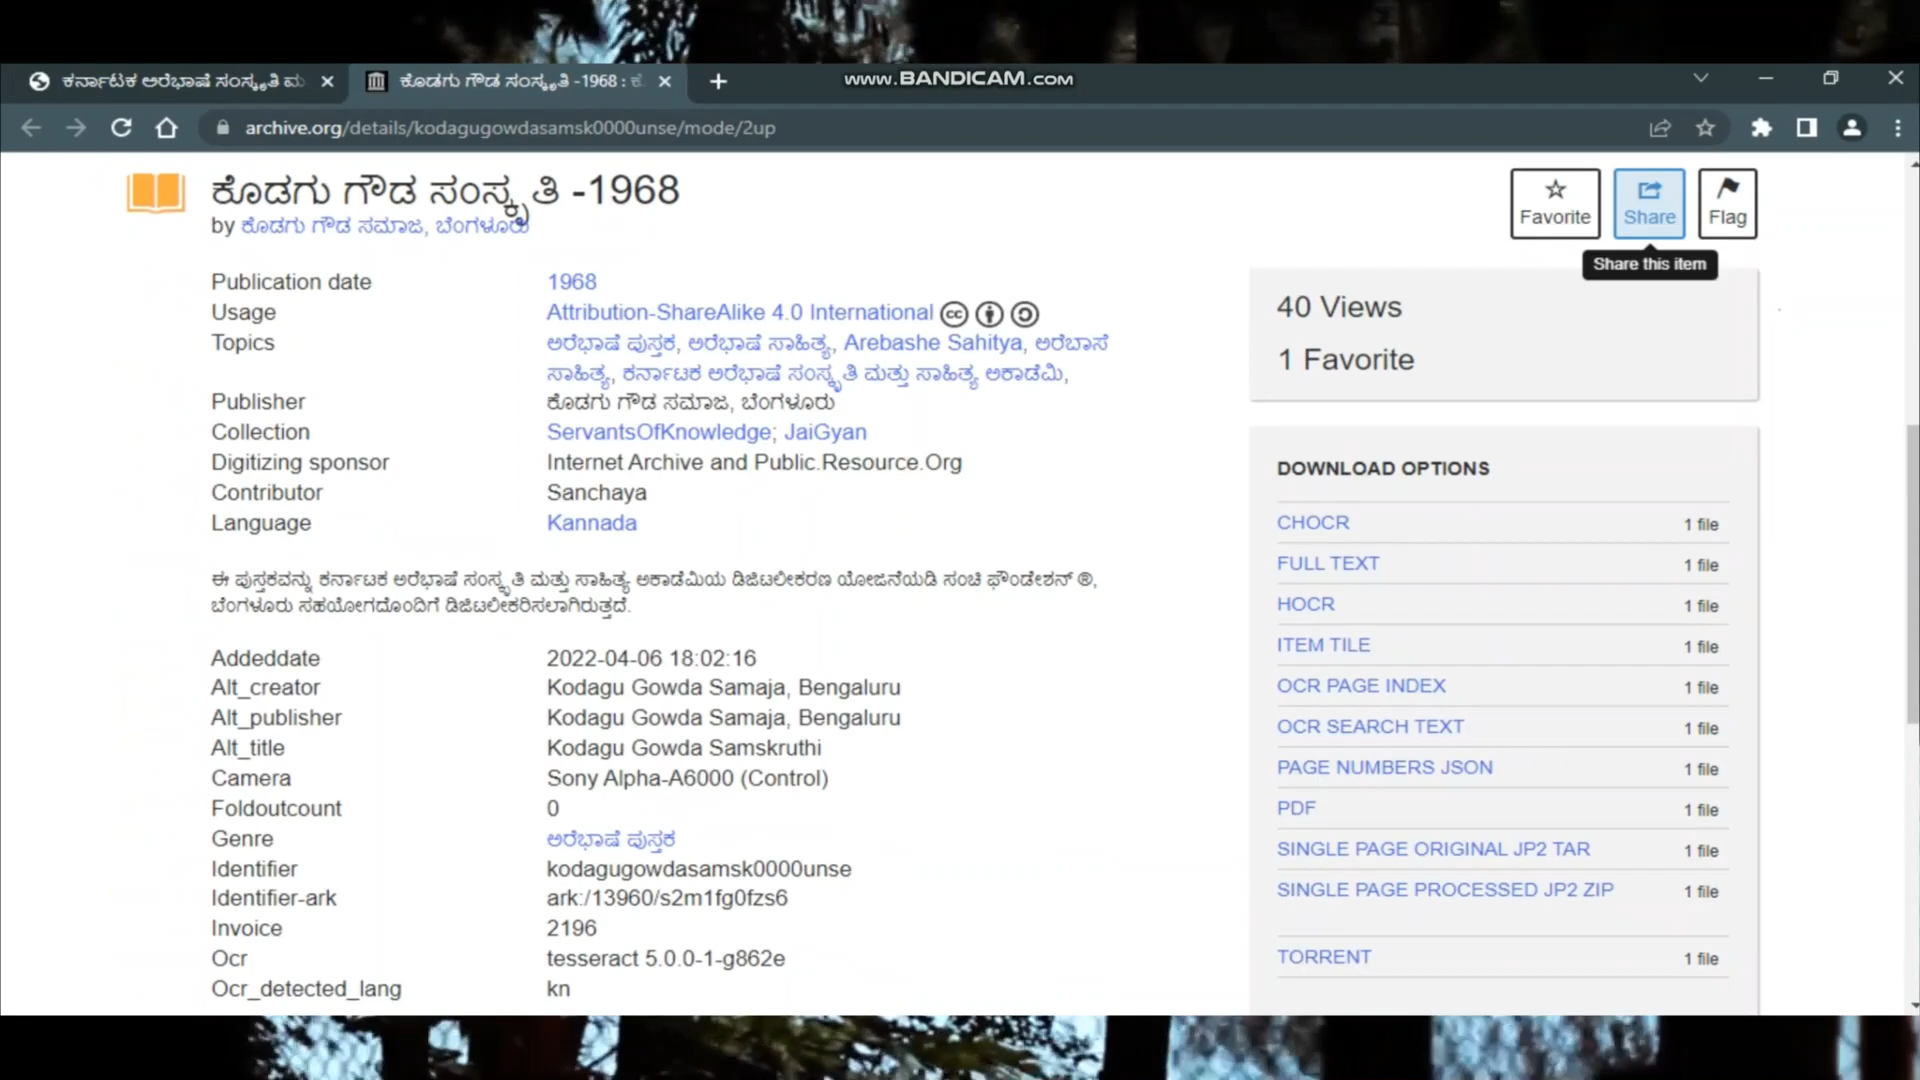 ಕರ್ನಾಟಕ ಅರೆಭಾಷೆ ಸಂಸ್ಕೃತಿ ಮ
ಕೊಡಗು ಗೌಡ ಸಂಸ್ಕೃತಿ -1968 : ಕ
www.BANDICAM.com
archive.org/details/kodagugowdasamsk0000unse/mode/2up
ಕೊಡಗು ಗೌಡ ಸಂಸ್ಕೃತಿ -1968
by ಕೊಡಗು ಗೌಡ ಸಮಾಜ, ಬೆಂಗಳೂರು
Favorite
Share
Flag
Share this item
Publication date 1968
Usage Attribution-ShareAlike 4.0 International
Topics ಅರೆಭಾಷೆ ಪುಸ್ತಕ, ಅರೆಭಾಷೆ ಸಾಹಿತ್ಯ, Arebashe Sahitya, ಅರೆಬಾಸೆ
ಸಾಹಿತ್ಯ, ಕರ್ನಾಟಕ ಅರೆಭಾಷೆ ಸಂಸ್ಕೃತಿ ಮತ್ತು ಸಾಹಿತ್ಯ ಅಕಾಡೆಮಿ,
Publisher ಕೊಡಗು ಗೌಡ ಸಮಾಜ, ಬೆಂಗಳೂರು
Collection ServantsOfKnowledge; JaiGyan
Digitizing sponsor Internet Archive and Public.Resource.Org
Contributor Sanchaya
Language Kannada
ಈ ಪುಸ್ತಕವನ್ನು ಕರ್ನಾಟಕ ಅರೆಭಾಷೆ ಸಂಸ್ಕೃತಿ ಮತ್ತು ಸಾಹಿತ್ಯ ಅಕಾಡೆಮಿಯ ಡಿಜಿಟಲೀಕರಣ ಯೋಜನೆಯಡಿ ಸಂಚಿ ಫೌಂಡೇಶನ್ ®,
ಬೆಂಗಳೂರು ಸಹಯೋಗದೊಂದಿಗೆ ಡಿಜಿಟಲೀಕರಿಸಲಾಗಿರುತ್ತದೆ.
Addeddate 2022-04-06 18:02:16
Alt_creator Kodagu Gowda Samaja, Bengaluru
Alt_publisher Kodagu Gowda Samaja, Bengaluru
Alt_title Kodagu Gowda Samskruthi
Camera Sony Alpha-A6000 (Control)
Foldoutcount 0
Genre ಅರೆಭಾಷೆ ಪುಸ್ತಕ
Identifier kodagugowdasamsk0000unse
Identifier-ark ark:/13960/s2m1fg0fzs6
Invoice 2196
Ocr tesseract 5.0.0-1-g862e
Ocr_detected_lang kn
40 Views
1 Favorite
DOWNLOAD OPTIONS
CHOCR 1 file
FULL TEXT 1 file
HOCR 1 file
ITEM TILE 1 file
OCR PAGE INDEX 1 file
OCR SEARCH TEXT 1 file
PAGE NUMBERS JSON 1 file
PDF 1 file
SINGLE PAGE ORIGINAL JP2 TAR 1 file
SINGLE PAGE PROCESSED JP2 ZIP 1 file
TORRENT 1 file